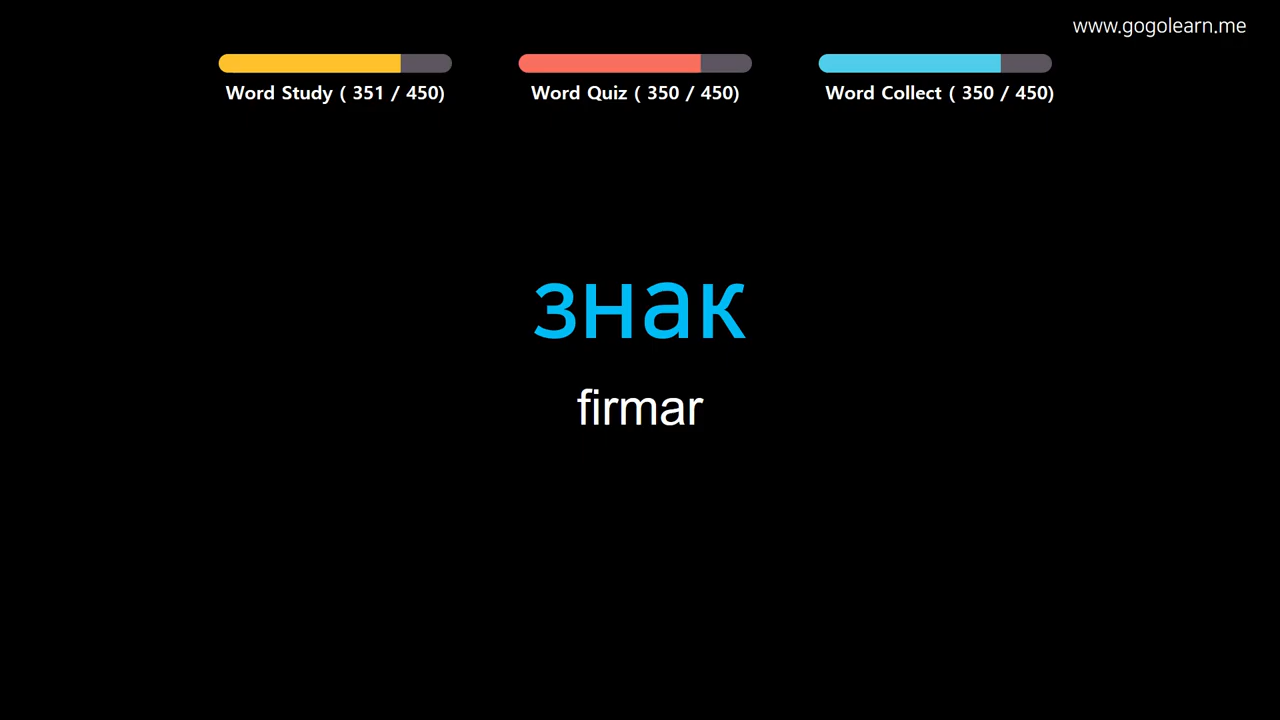 www.gogolearn.me
Word Study ( 351 / 450)
Word Quiz ( 350 / 450)
Word Collect ( 350 / 450)
знак
firmar